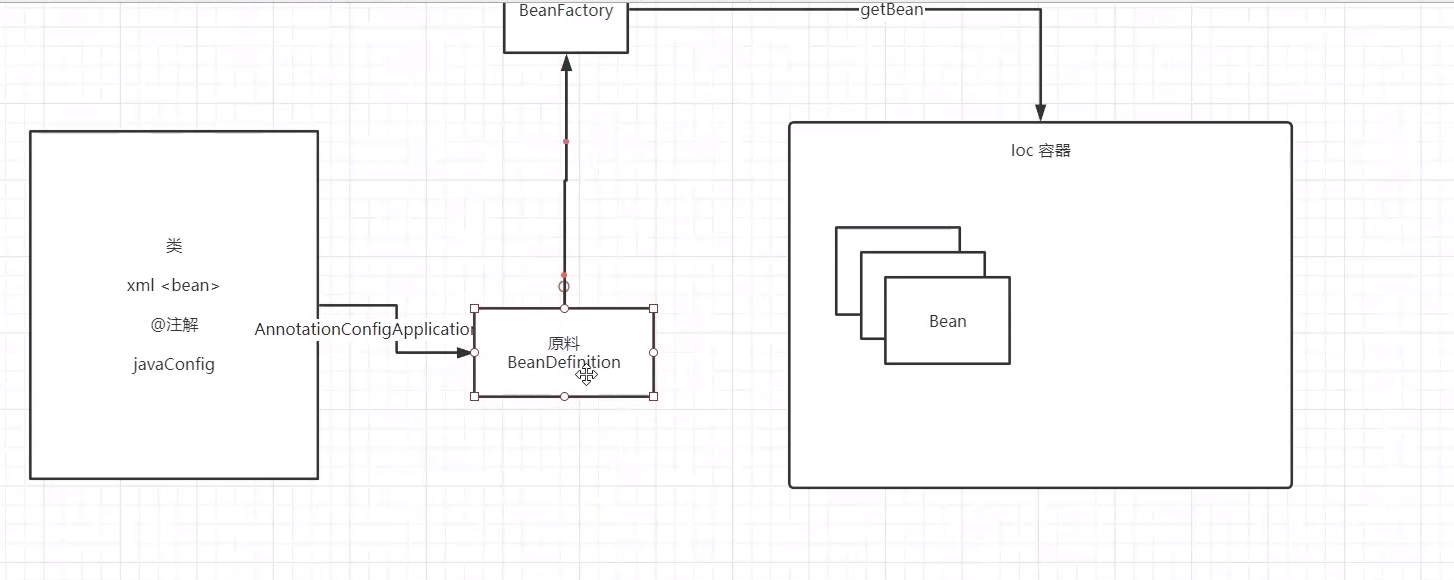 BeanFactory
getBean
Ioc 容器
类
xml <bean>
@注解
javaConfig
AnnotationConfigApplication
原料
BeanDefinition
Bean